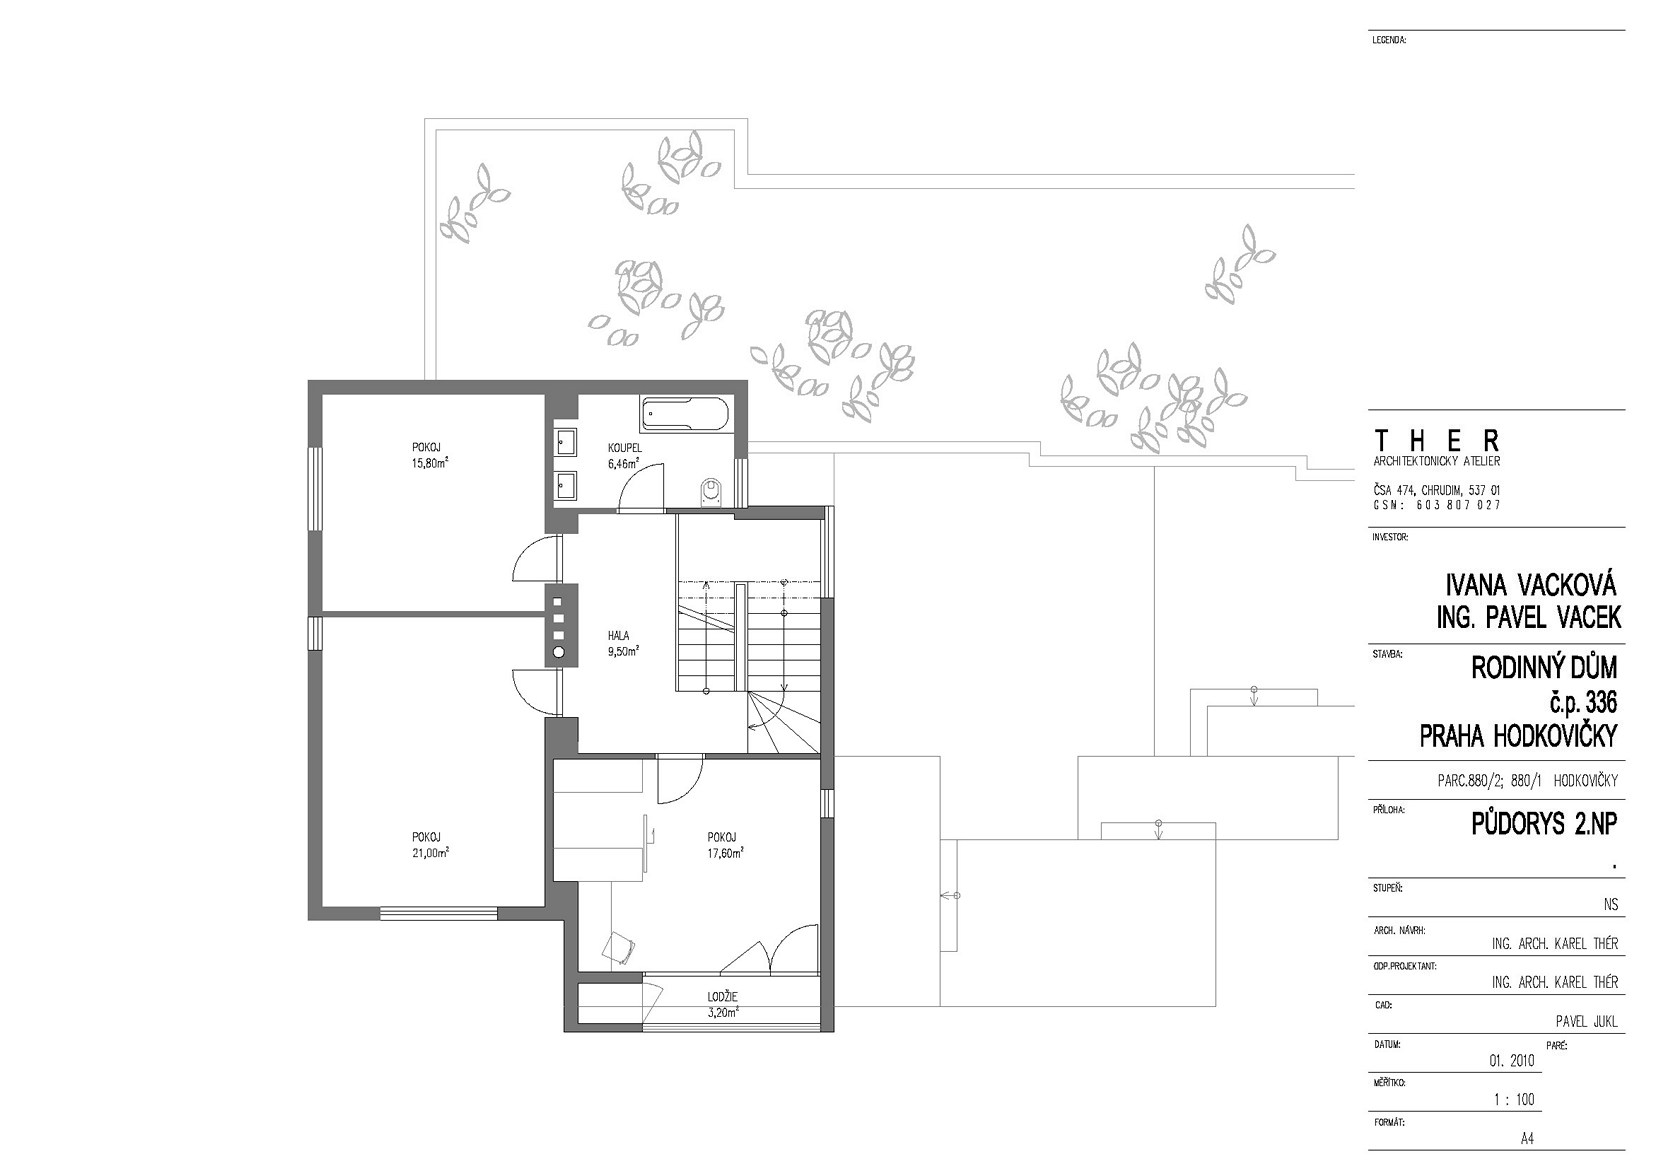 LEGENDA:
POKOJ
15,80m²
KOUPEL
6,46m²
HALA
9,50m²
POKOJ
21,00m²
POKOJ
17,60m²
LODŽIE
3,20m²
THER
ARCHITEKTONICKÝ ATELIER
ČSA 474, CHRUDIM, 537 01
GSM: 603 807 027
INVESTOR:
IVANA VACKOVÁ
ING. PAVEL VACEK
STAVBA:
RODINNÝ DŮM
č.p. 336
PRAHA HODKOVIČKY
PARC.880/2; 880/1 HODKOVIČKY
PŘÍLOHA:
PŮDORYS 2.NP
.
STUPEŇ:
NS
ARCH. NÁVRH:
ING. ARCH. KAREL THÉR
ODP.PROJEKTANT:
ING. ARCH. KAREL THÉR
CAD:
PAVEL JUKL
DATUM:
PARÉ:
01. 2010
MĚŘÍTKO:
1 : 100
FORMÁT:
A4